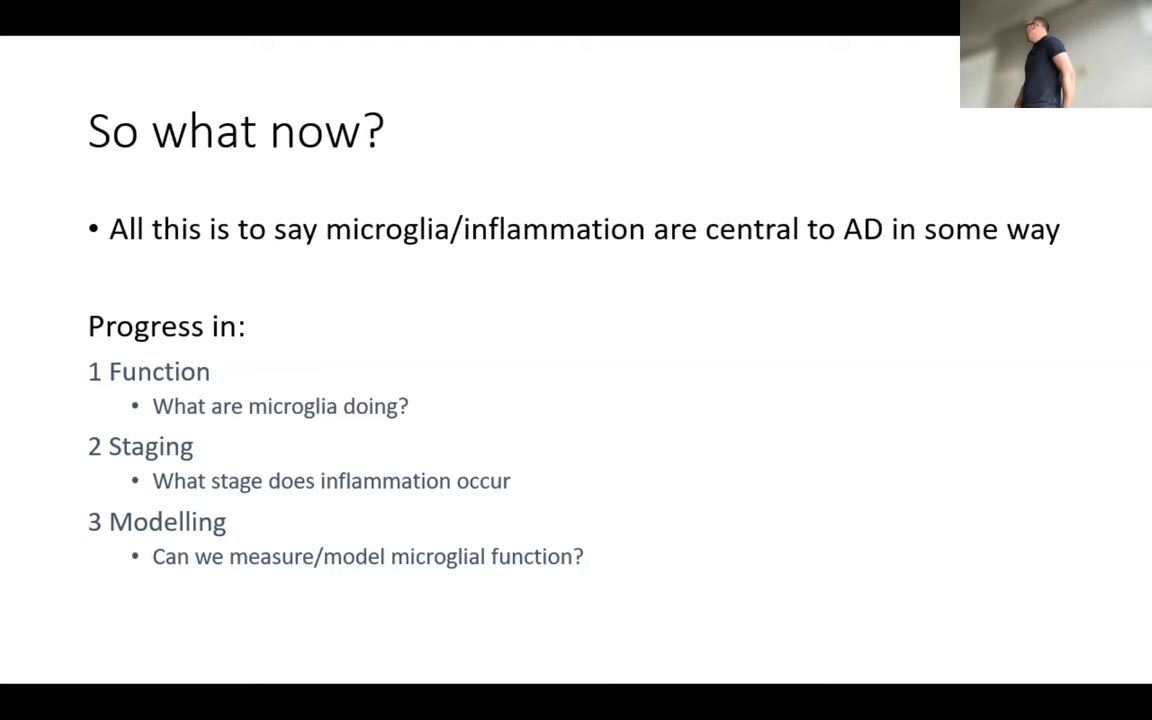 So what now?
• All this is to say microglia/inflammation are central to AD in some way
Progress in:
1 Function
• What are microglia doing?
2 Staging
• What stage does inflammation occur
3 Modelling
• Can we measure/model microglial function?